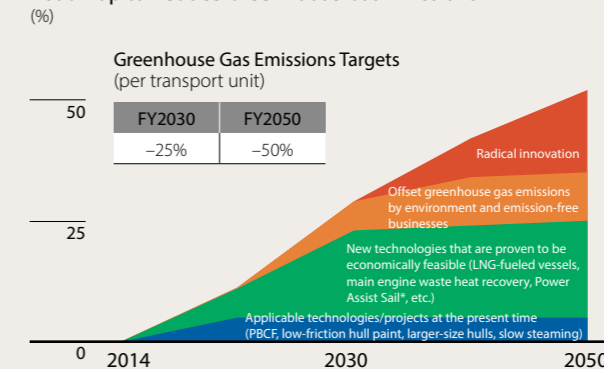 (%)
Greenhouse Gas Emissions Targets
(per transport unit)
FY2030 FY2050
–25% –50%
50
Radical innovation
Offset greenhouse gas emissions
by environment and emission-free
businesses
25
New technologies that are proven to be
economically feasible (LNG-fueled vessels,
main engine waste heat recovery, Power
Assist Sail*, etc.)
Applicable technologies/projects at the present time
(PBCF, low-friction hull paint, larger-size hulls, slow steaming)
0
2014 2030 2050